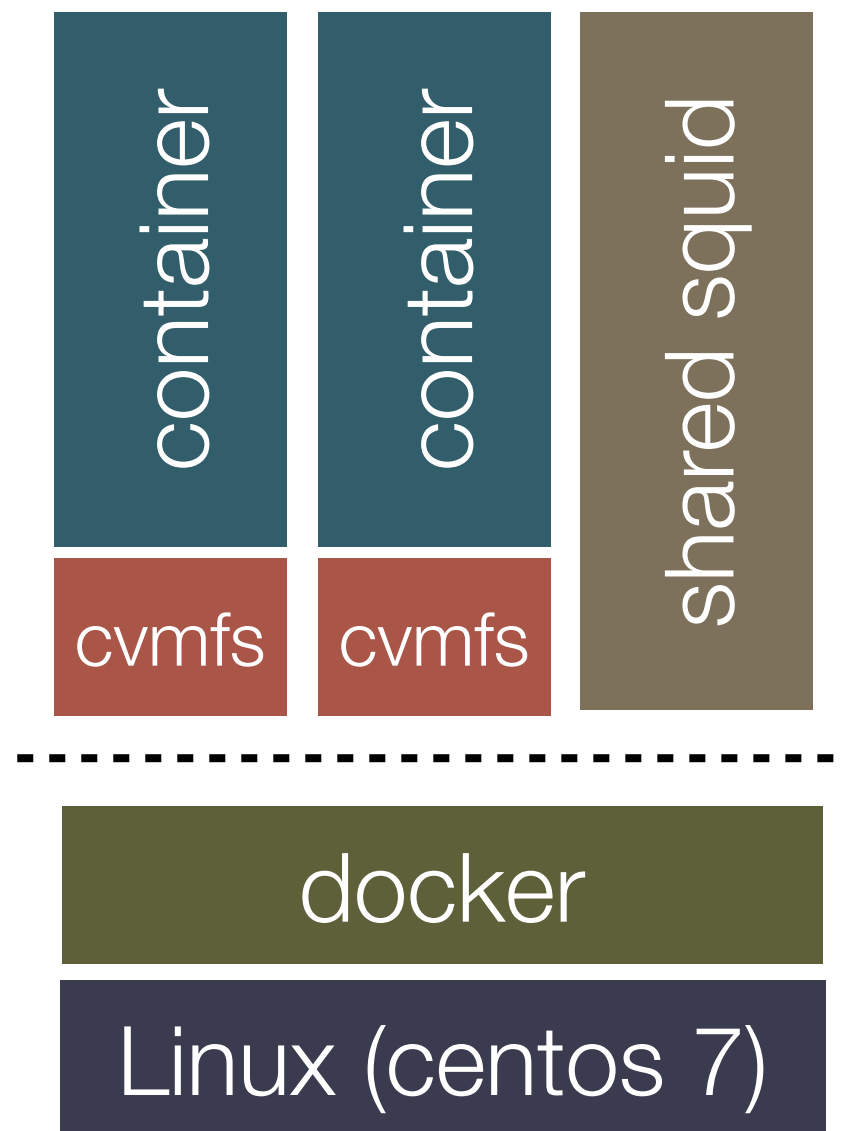 container
container
shared squid
cvmfs
cvmfs
docker
Linux (centos 7)